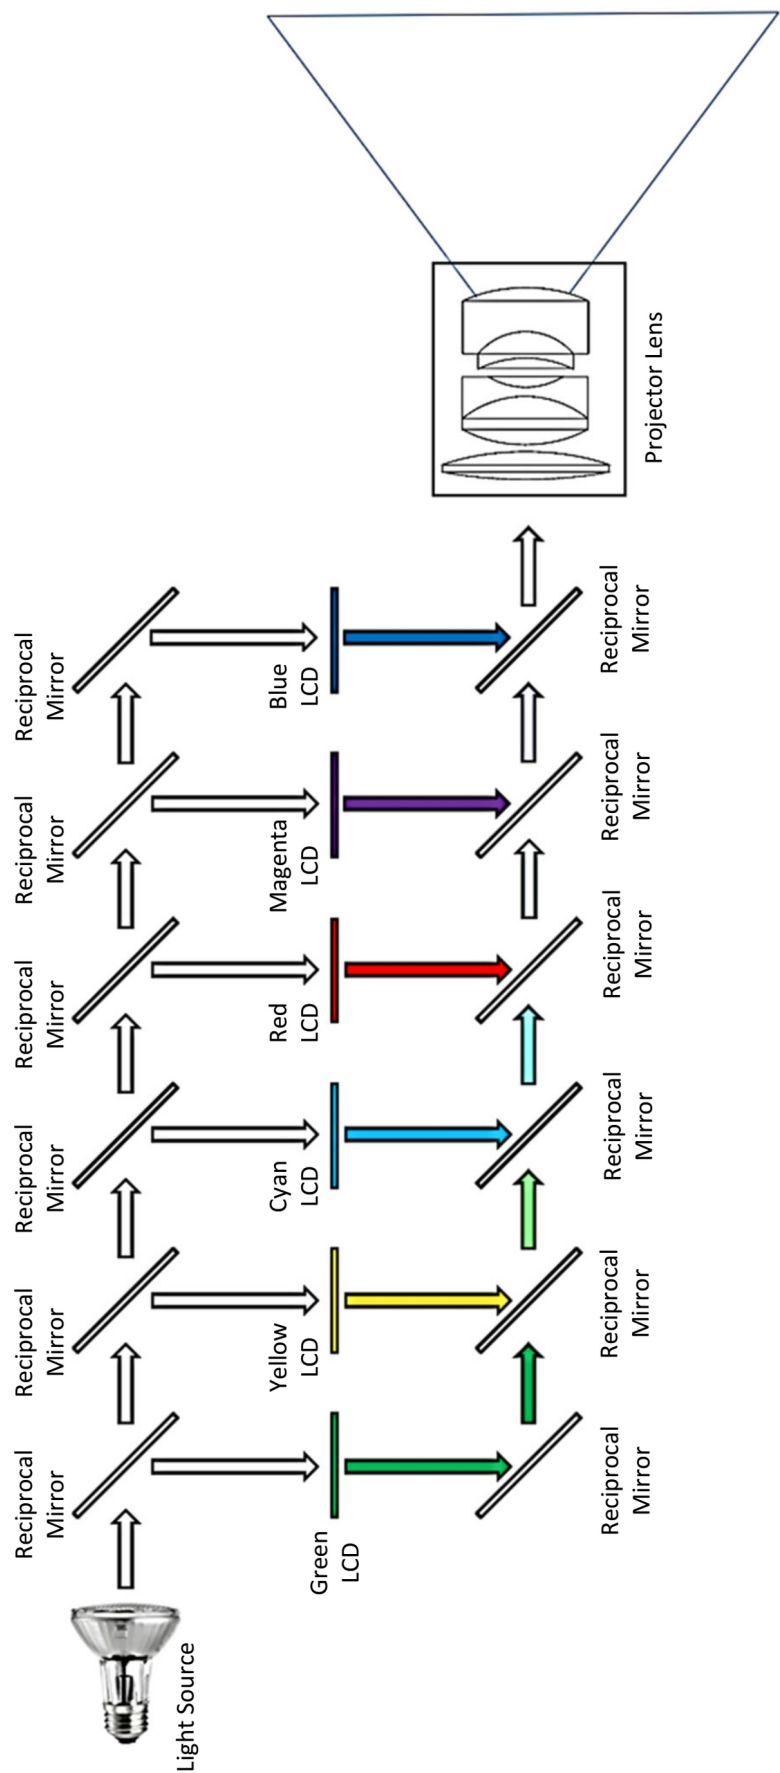 Reciprocal
Mirror
Reciprocal
Mirror
Reciprocal
Mirror
Reciprocal
Mirror
Reciprocal
Mirror
Reciprocal
Mirror
Light Source
Green
LCD
Yellow
LCD
Cyan
LCD
Red
LCD
Magenta
LCD
Blue
LCD
Reciprocal
Mirror
Reciprocal
Mirror
Reciprocal
Mirror
Reciprocal
Mirror
Reciprocal
Mirror
Reciprocal
Mirror
Projector Lens